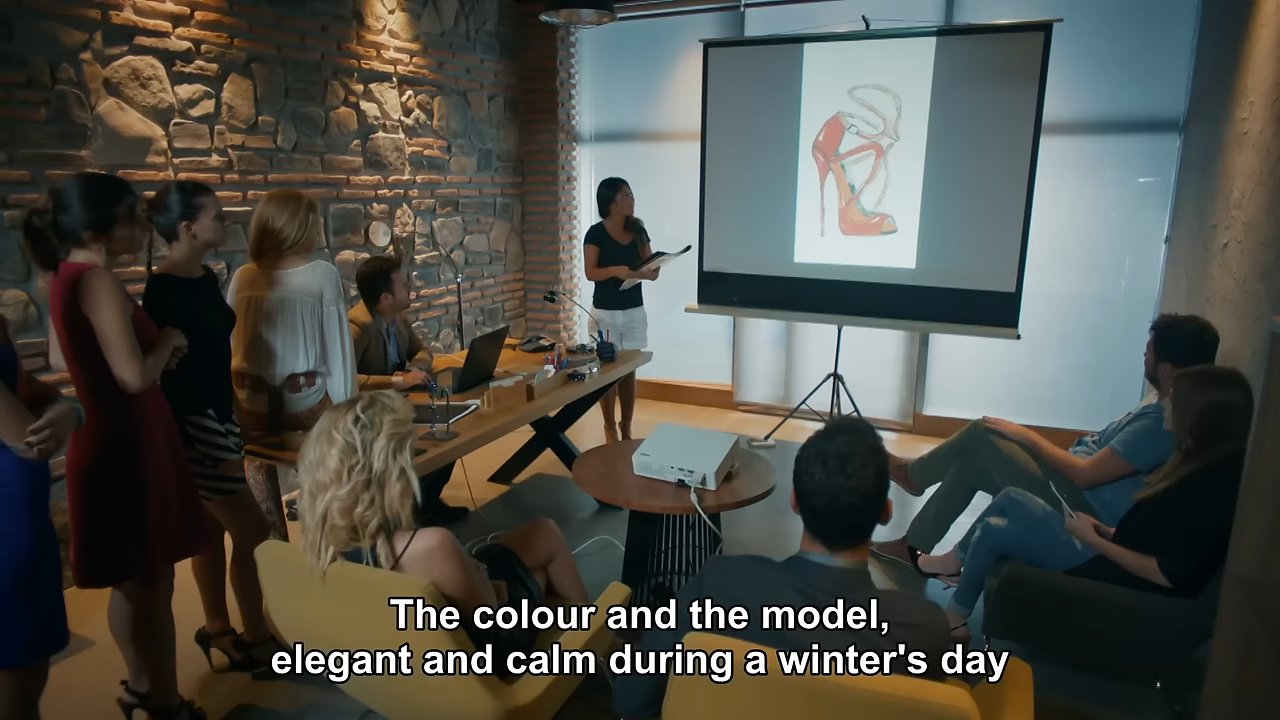 The colour and the model,
elegant and calm during a winter's day